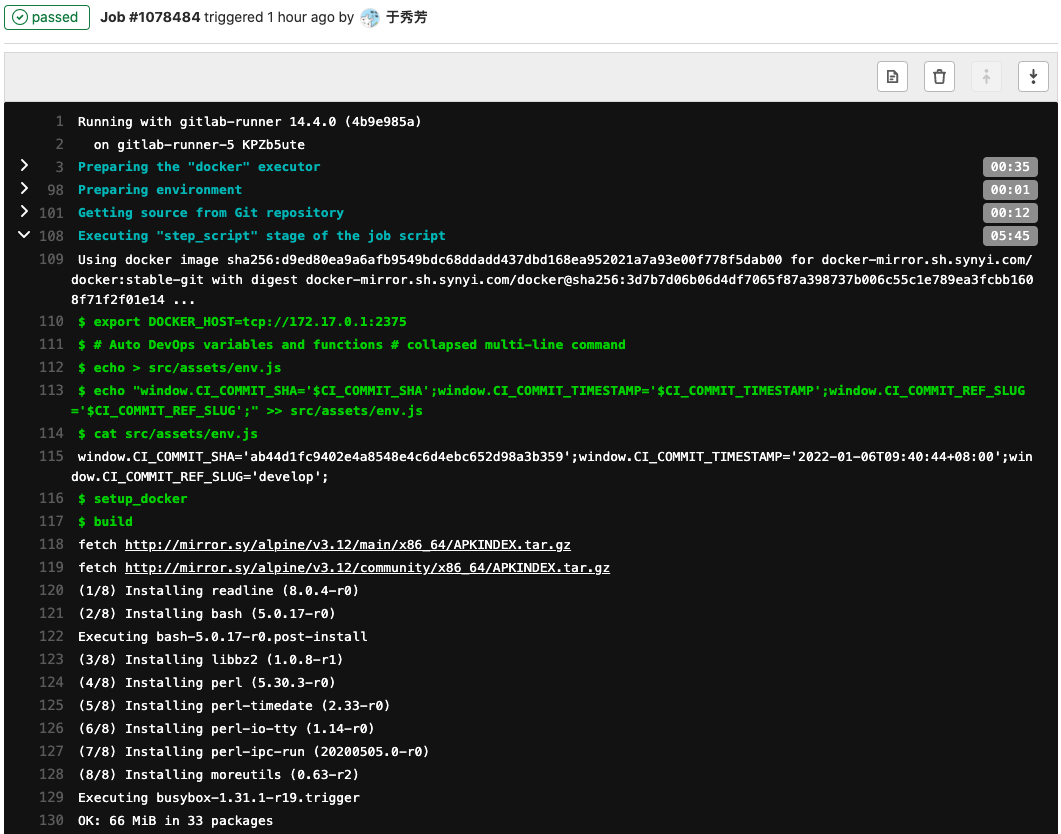 passed Job #1078484 triggered 1 hour ago by 于秀芳
1 Running with gitlab-runner 14.4.0 (4b9e985a)
2 on gitlab-runner-5 KPZb5ute
3 Preparing the "docker" executor 00:35
98 Preparing environment 00:01
101 Getting source from Git repository 00:12
108 Executing "step_script" stage of the job script 05:45
109 Using docker image sha256:d9ed80ea9a6afb9549bdc68ddadd437dbd168ea952021a7a93e00f778f5dab00 for docker-mirror.sh.synyi.com/
docker:stable-git with digest docker-mirror.sh.synyi.com/docker@sha256:3d7b7d06b06d4df7065f87a398737b006c55c1e789ea3fcbb160
8f71f2f01e14 ...
110 $ export DOCKER_HOST=tcp://172.17.0.1:2375
111 $ # Auto DevOps variables and functions # collapsed multi-line command
112 $ echo > src/assets/env.js
113 $ echo "window.CI_COMMIT_SHA='$CI_COMMIT_SHA';window.CI_COMMIT_TIMESTAMP='$CI_COMMIT_TIMESTAMP';window.CI_COMMIT_REF_SLUG
='$CI_COMMIT_REF_SLUG';" >> src/assets/env.js
114 $ cat src/assets/env.js
115 window.CI_COMMIT_SHA='ab44d1fc9402e4a8548e4c6d4ebc652d98a3b359';window.CI_COMMIT_TIMESTAMP='2022-01-06T09:40:44+08:00';win
dow.CI_COMMIT_REF_SLUG='develop';
116 $ setup_docker
117 $ build
118 fetch http://mirror.sy/alpine/v3.12/main/x86_64/APKINDEX.tar.gz
119 fetch http://mirror.sy/alpine/v3.12/community/x86_64/APKINDEX.tar.gz
120 (1/8) Installing readline (8.0.4-r0)
121 (2/8) Installing bash (5.0.17-r0)
122 Executing bash-5.0.17-r0.post-install
123 (3/8) Installing libbz2 (1.0.8-r1)
124 (4/8) Installing perl (5.30.3-r0)
125 (5/8) Installing perl-timedate (2.33-r0)
126 (6/8) Installing perl-io-tty (1.14-r0)
127 (7/8) Installing perl-ipc-run (20200505.0-r0)
128 (8/8) Installing moreutils (0.63-r2)
129 Executing busybox-1.31.1-r19.trigger
130 OK: 66 MiB in 33 packages